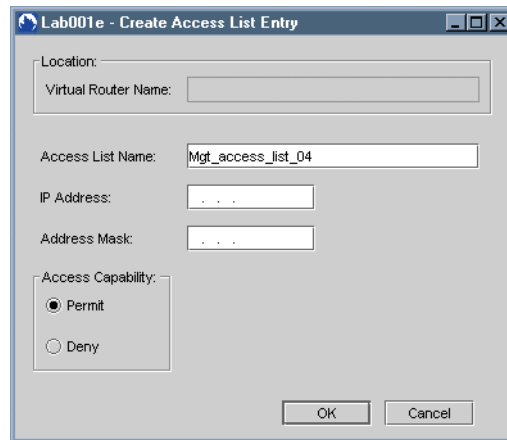 Lab001e - Create Access List Entry
Location:
Virtual Router Name:
Access List Name: Mgt_access_list_04
IP Address: . . .
Address Mask: . . .
Access Capability:
Permit
Deny
OK Cancel